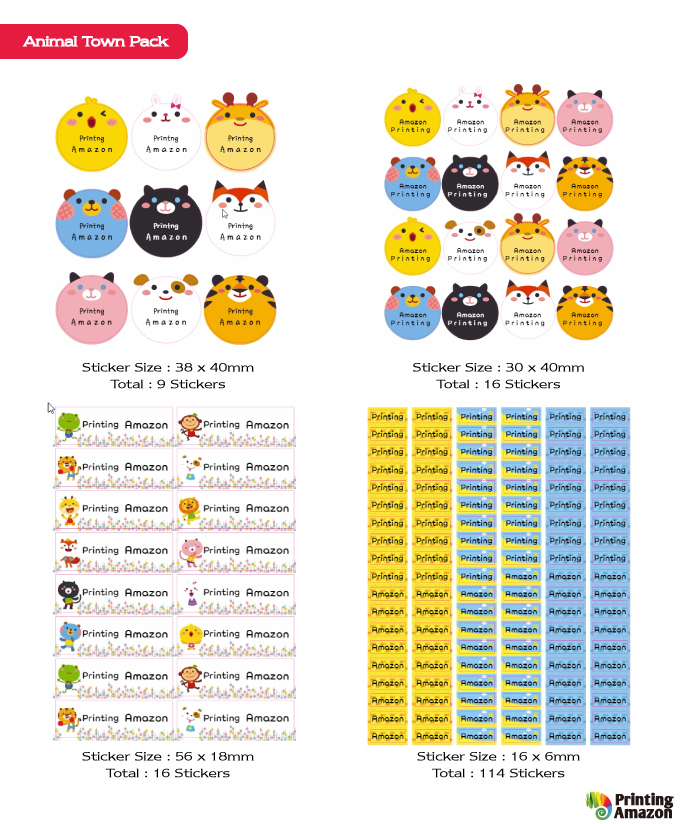 Animal Town Pack
Printng Printng Printng
Amazon Amazon Amazon
Printng Printng Printng
Amazon Amazon Amazon
Printng Printng Printng
Amazon Amazon Amazon
Sticker Size : 38 x 40mm
Total : 9 Stickers
Amazon Amazon Amazon Amazon
Printing Printing Printing Printing
Amazon Amazon Amazon Amazon
Printing Printing Printing Printing
Amazon Amazon Amazon Amazon
Printing Printing Printing Printing
Amazon Amazon Amazon Amazon
Printing Printing Printing Printing
Sticker Size : 30 x 40mm
Total : 16 Stickers
Printing Amazon Printing Amazon
Printing Amazon Printing Amazon
Printing Amazon Printing Amazon
Printing Amazon Printing Amazon
Printing Amazon Printing Amazon
Printing Amazon Printing Amazon
Printing Amazon Printing Amazon
Printing Amazon Printing Amazon
Sticker Size : 56 x 18mm
Total : 16 Stickers
Printing Printing Printing Printing Printing Printing
Printing Printing Printing Printing Printing Printing
Printing Printing Printing Printing Printing Printing
Printing Printing Printing Printing Printing Printing
Printing Printing Printing Printing Printing Printing
Printing Printing Printing Printing Printing Printing
Printing Printing Printing Printing Printing Printing
Printing Printing Printing Printing Printing Printing
Printing Printing Printing Printing Printing Printing
Printing Printing Printing Amazon Amazon Amazon
Amazon Amazon Amazon Amazon Amazon Amazon
Amazon Amazon Amazon Amazon Amazon Amazon
Amazon Amazon Amazon Amazon Amazon Amazon
Amazon Amazon Amazon Amazon Amazon Amazon
Amazon Amazon Amazon Amazon Amazon Amazon
Amazon Amazon Amazon Amazon Amazon Amazon
Amazon Amazon Amazon Amazon Amazon Amazon
Amazon Amazon Amazon Amazon Amazon Amazon
Amazon Amazon Amazon Amazon Amazon Amazon
Sticker Size : 16 x 6mm
Total : 114 Stickers
Printing
Amazon